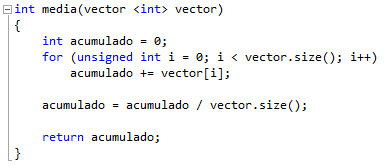 int media(vector <int> vector)
{
    int acumulado = 0;
    for (unsigned int i = 0; i < vector.size(); i++)
        acumulado += vector[i];

    acumulado = acumulado / vector.size();

    return acumulado;
}